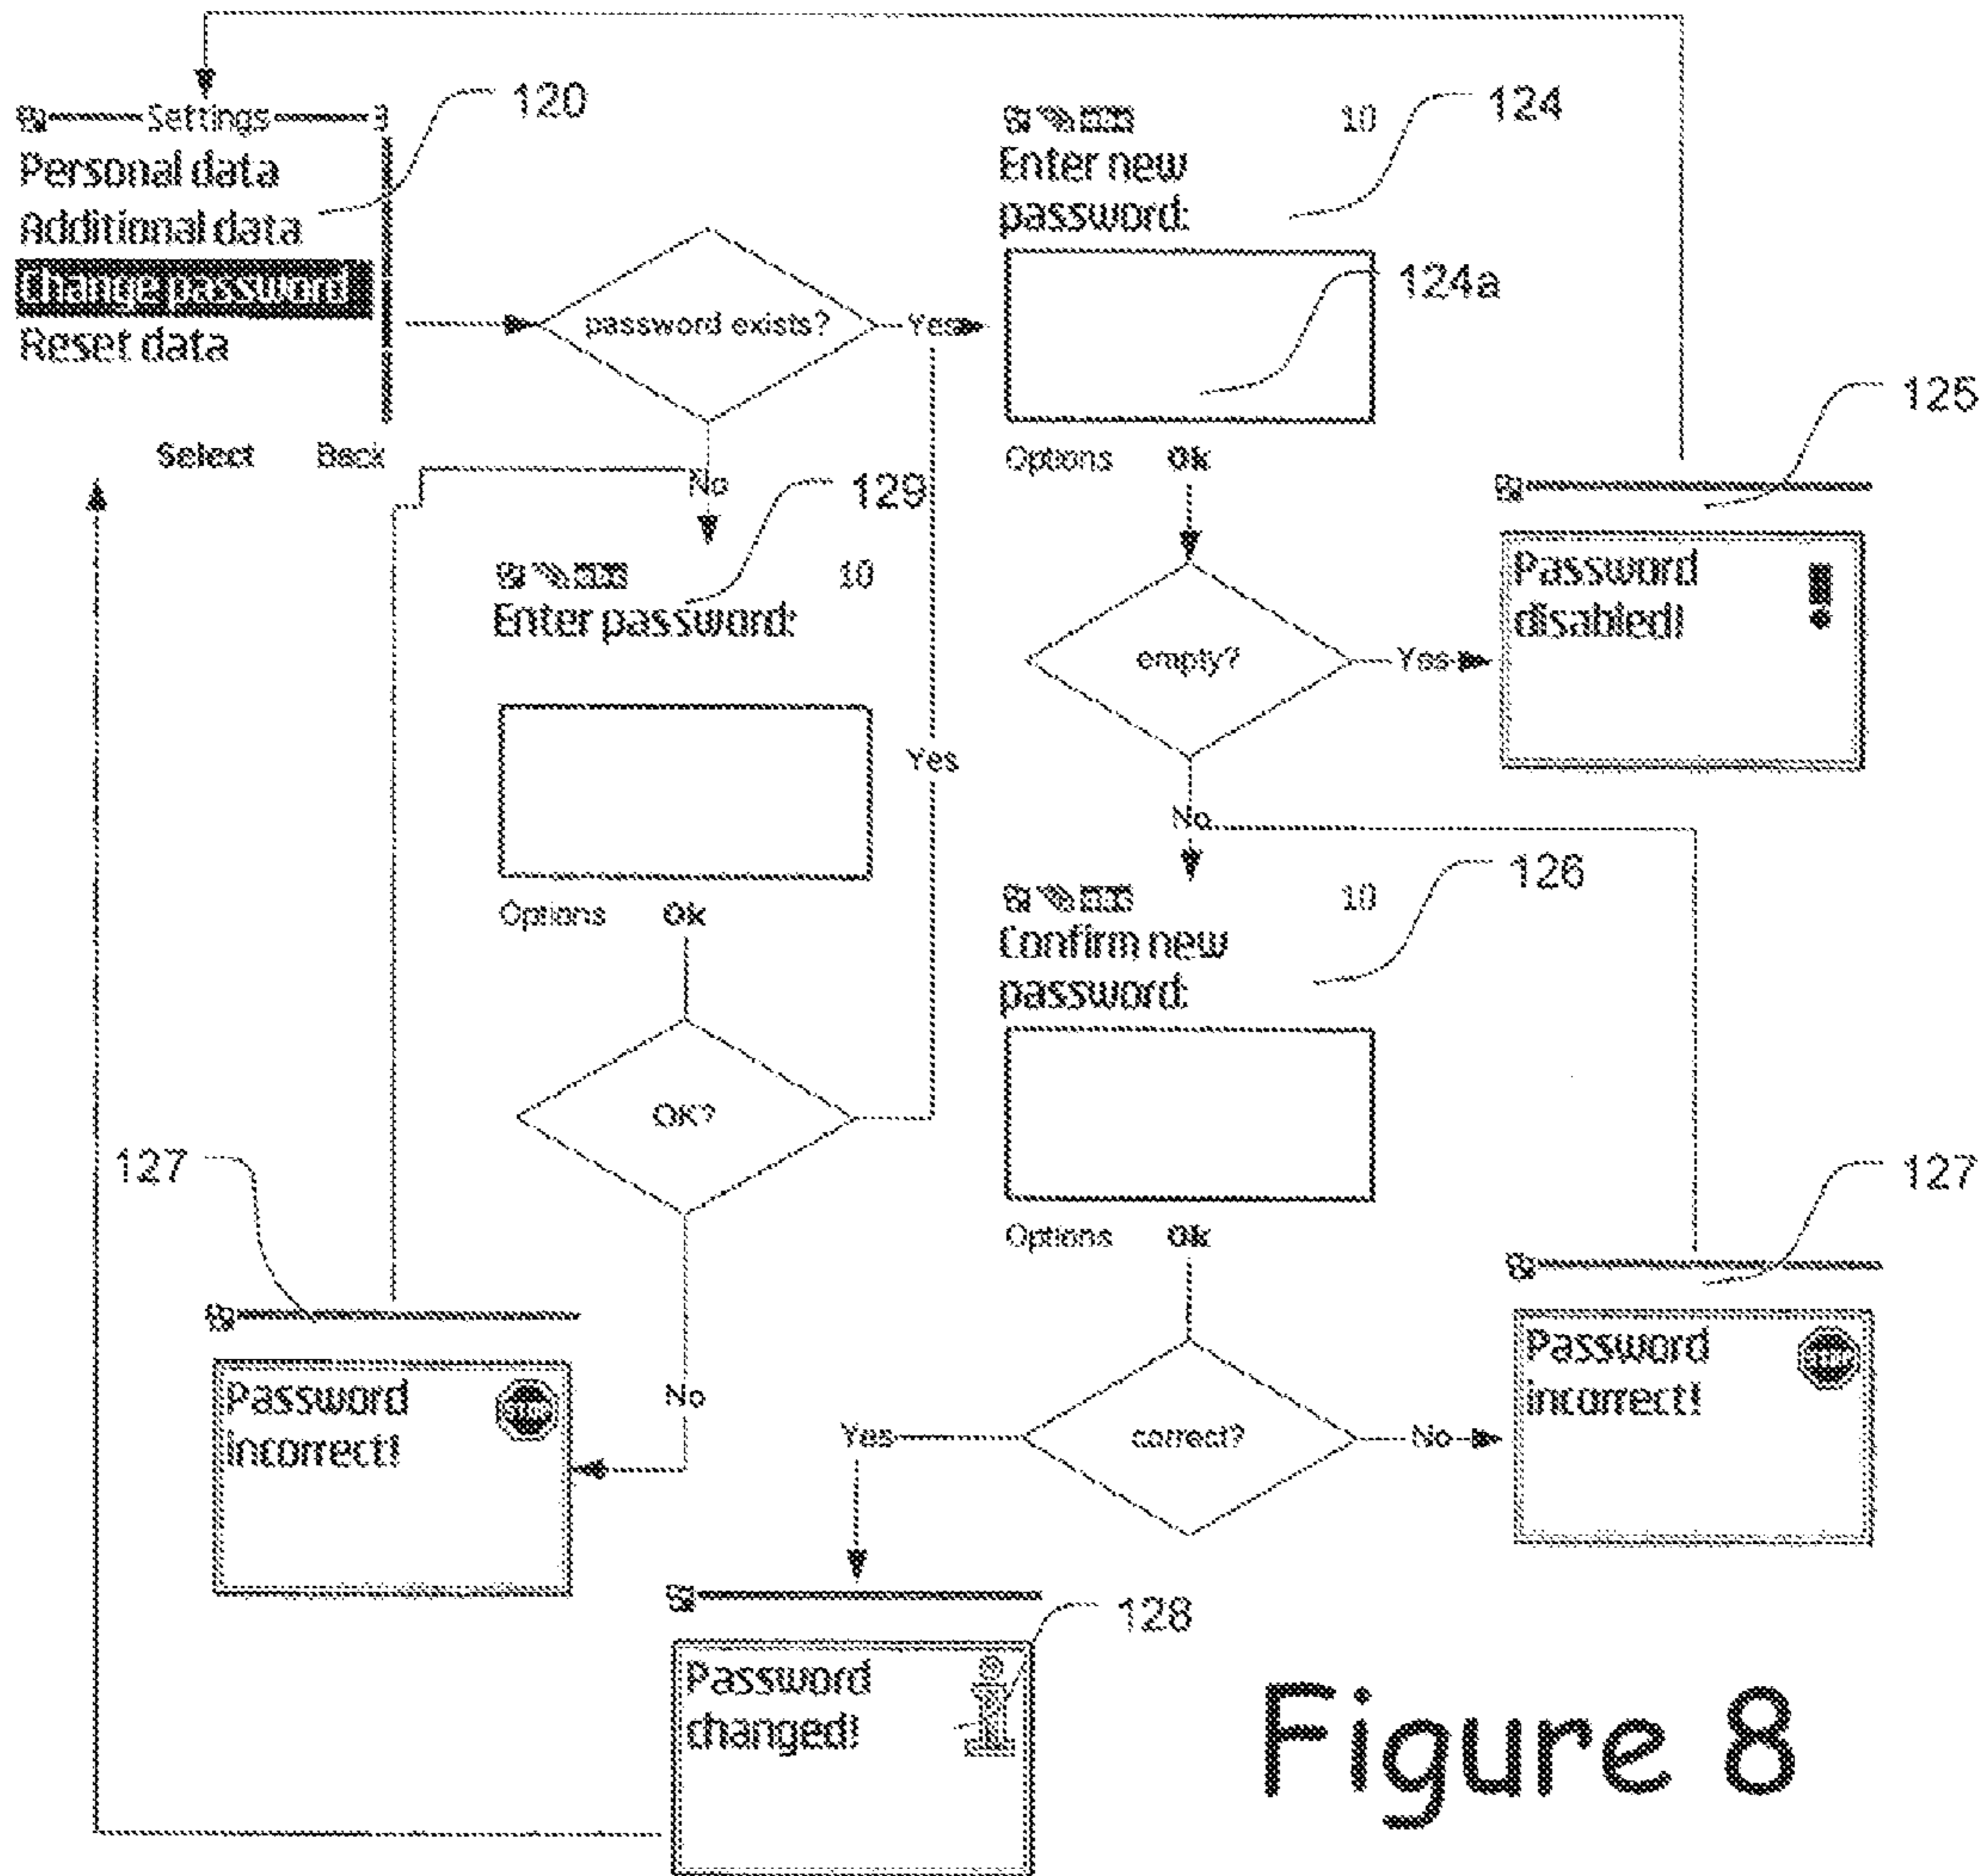 Settings 3
Personal data
Additional data
Change password
Reset data
Select Back
120
password exists?
Yes
No
10
Enter new
password:
Options Ok
124
124a
125
Password
disabled!
129
10
Enter password:
Options Ok
empty?
Yes
No
Yes
126
10
Confirm new
password:
Options Ok
OK?
No
127
Password
incorrect!
STOP
127
Password
incorrect!
STOP
correct?
Yes
No
128
Password
changed!
Figure 8